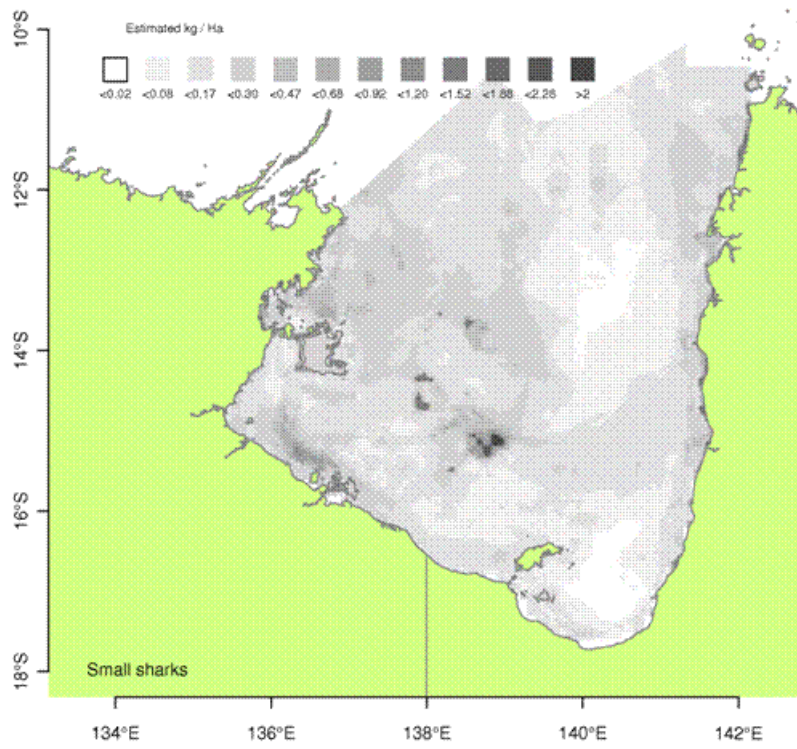 Estimated kg / Ha
<0.02 <0.08 <0.17 <0.30 <0.47 <0.68 <0.92 <1.20 <1.52 <1.88 <2.28 >2
10°S
12°S
14°S
16°S
18°S
Small sharks
134°E 136°E 138°E 140°E 142°E